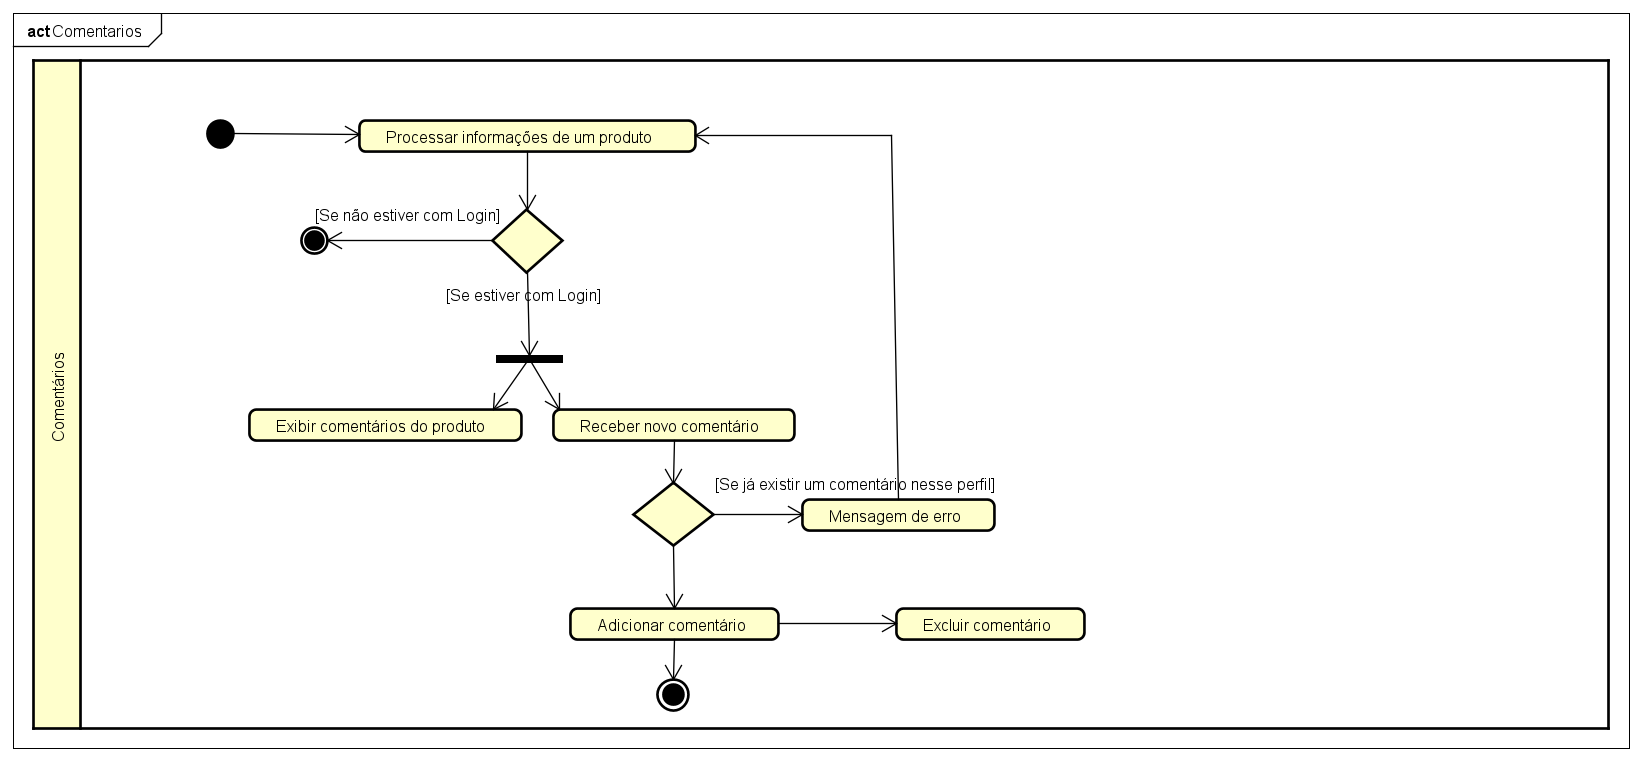 act Comentarios
Comentários
Processar informações de um produto
[Se não estiver com Login]
[Se estiver com Login]
Exibir comentários do produto
Receber novo comentário
[Se já existir um comentário nesse perfil]
Mensagem de erro
Adicionar comentário
Excluir comentário